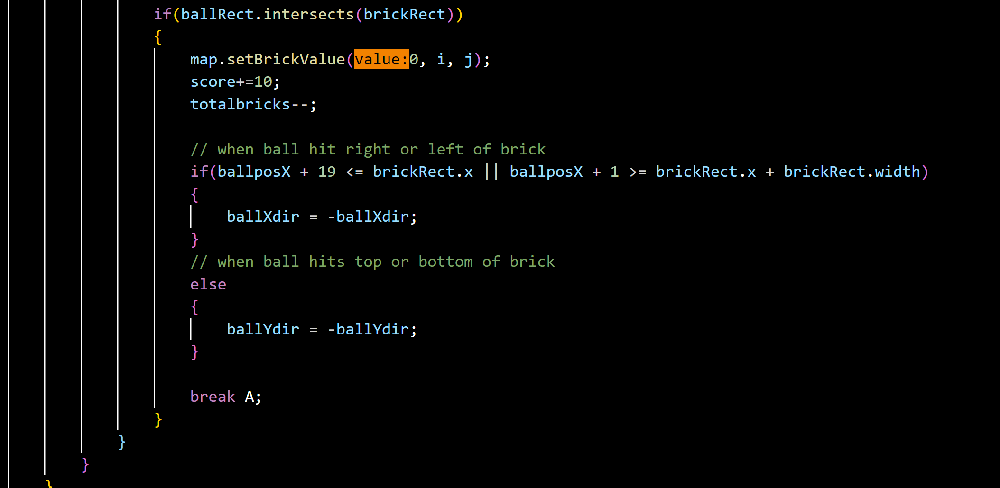 if(ballRect.intersects(brickRect))
{
map.setBrickValue(value:0, i, j);
score+=10;
totalbricks--;
// when ball hit right or left of brick
if(ballposX + 19 <= brickRect.x || ballposX + 1 >= brickRect.x + brickRect.width)
{
ballXdir = -ballXdir;
}
// when ball hits top or bottom of brick
else
{
ballYdir = -ballYdir;
}
break A;
}
}
}
}